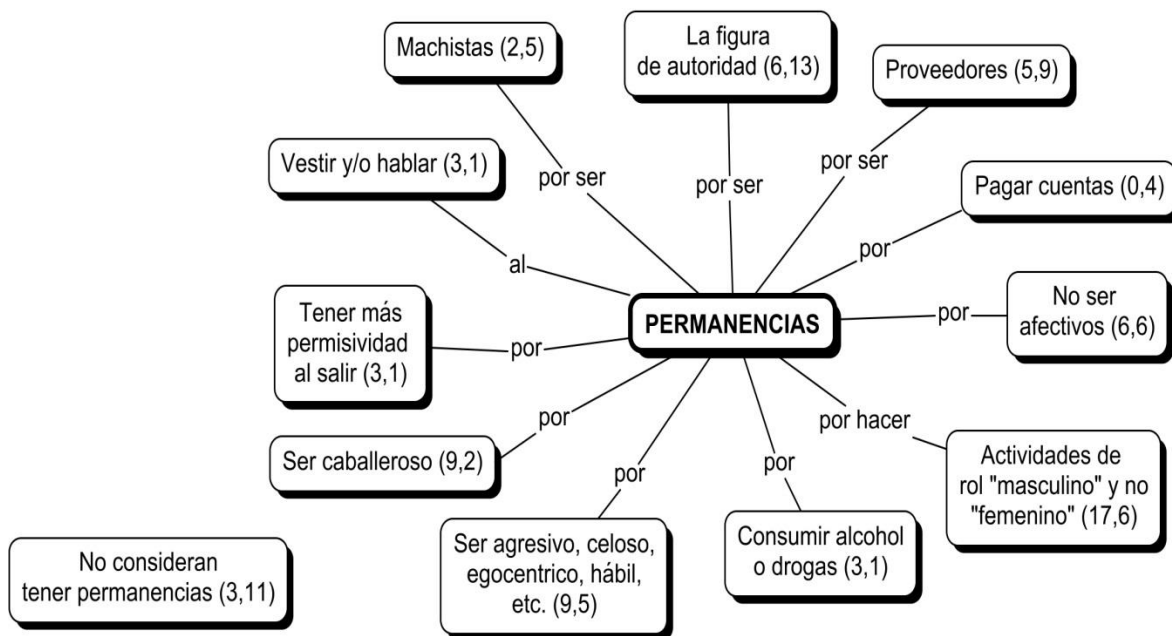 Machistas (2,5)
La figura
de autoridad (6,13)
Proveedores (5,9)
Vestir y/o hablar (3,1)
por ser
por ser
por ser
Pagar cuentas (0,4)
al
por
Tener más
permisividad
al salir (3,1)
por
PERMANENCIAS
por
No ser
afectivos (6,6)
Ser caballeroso (9,2)
por
por
por
por hacer
Actividades de
rol "masculino" y no
"femenino" (17,6)
No consideran
tener permanencias (3,11)
Ser agresivo, celoso,
egocentrico, hábil,
etc. (9,5)
Consumir alcohol
o drogas (3,1)